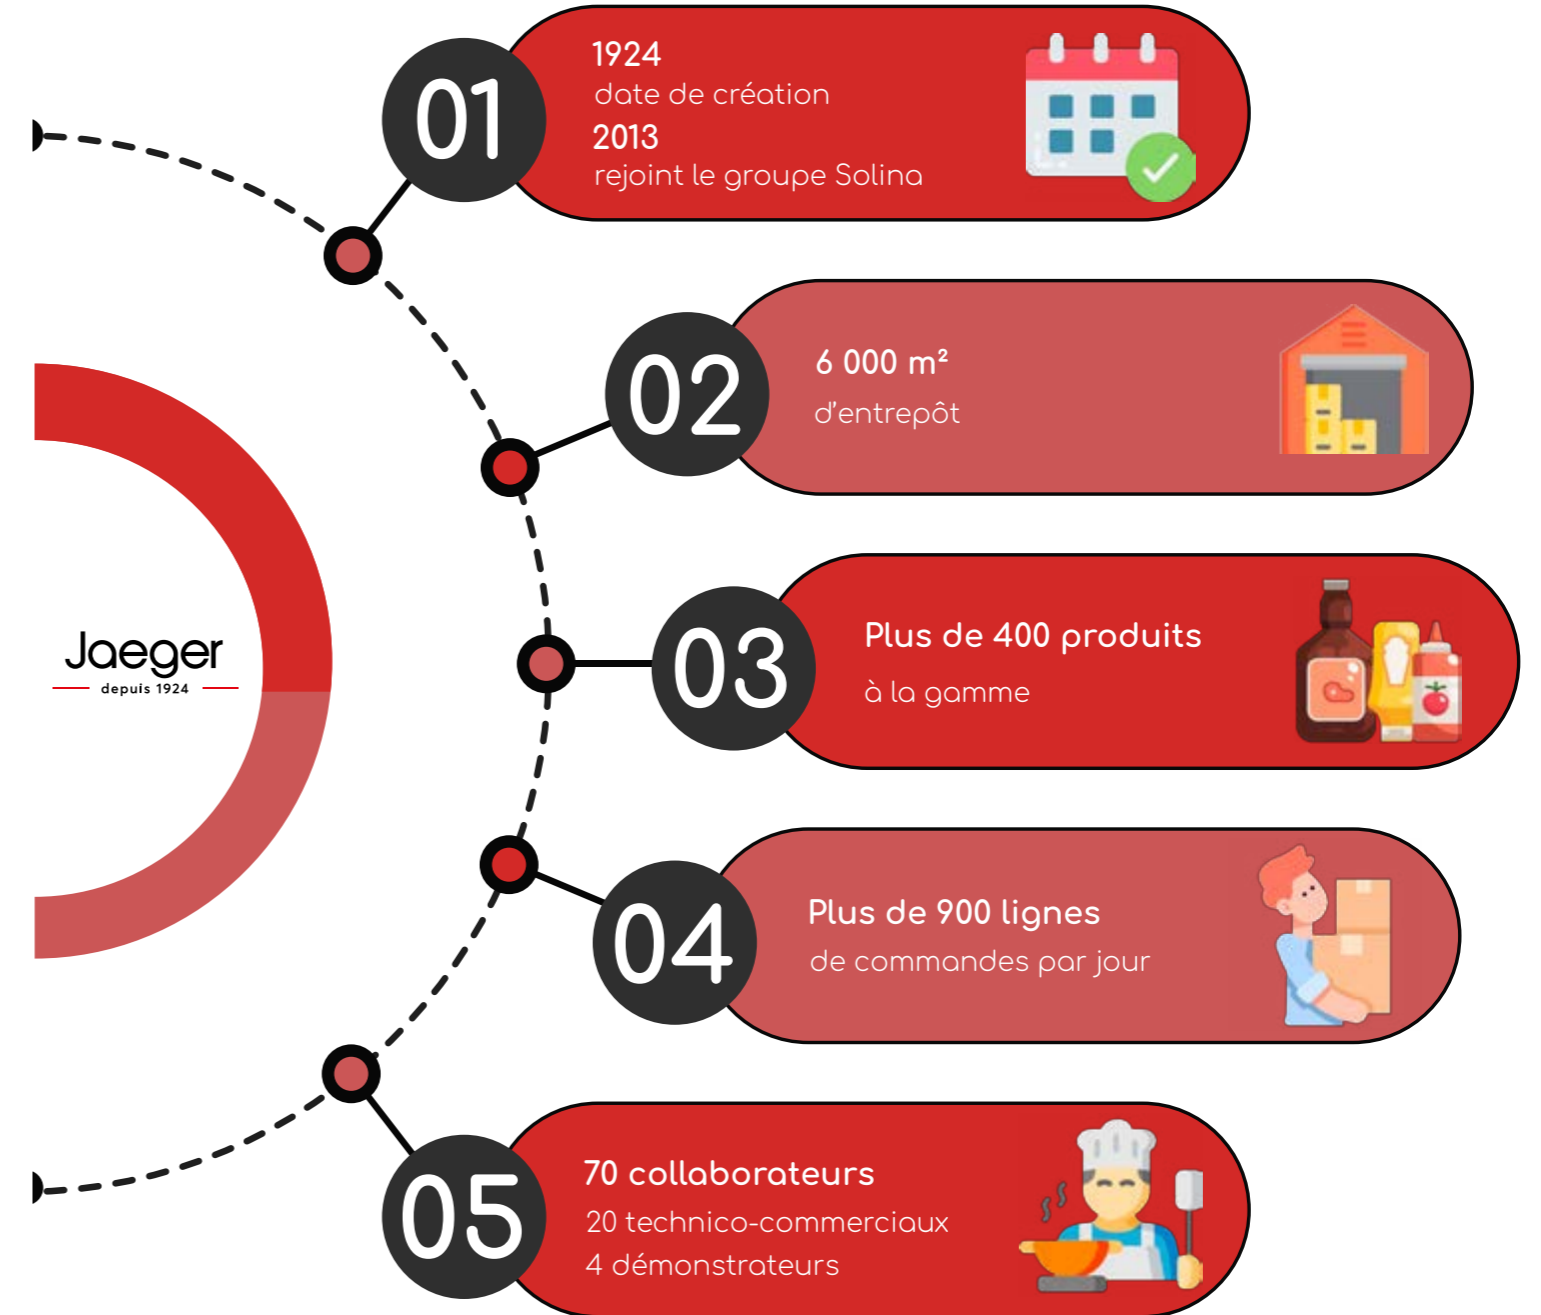 01
1924
date de création
2013
rejoint le groupe Solina
02
6 000 m²
d'entrepôt
Jaeger
depuis 1924
03
Plus de 400 produits
à la gamme
04
Plus de 900 lignes
de commandes par jour
05
70 collaborateurs
20 technico-commerciaux
4 démonstrateurs